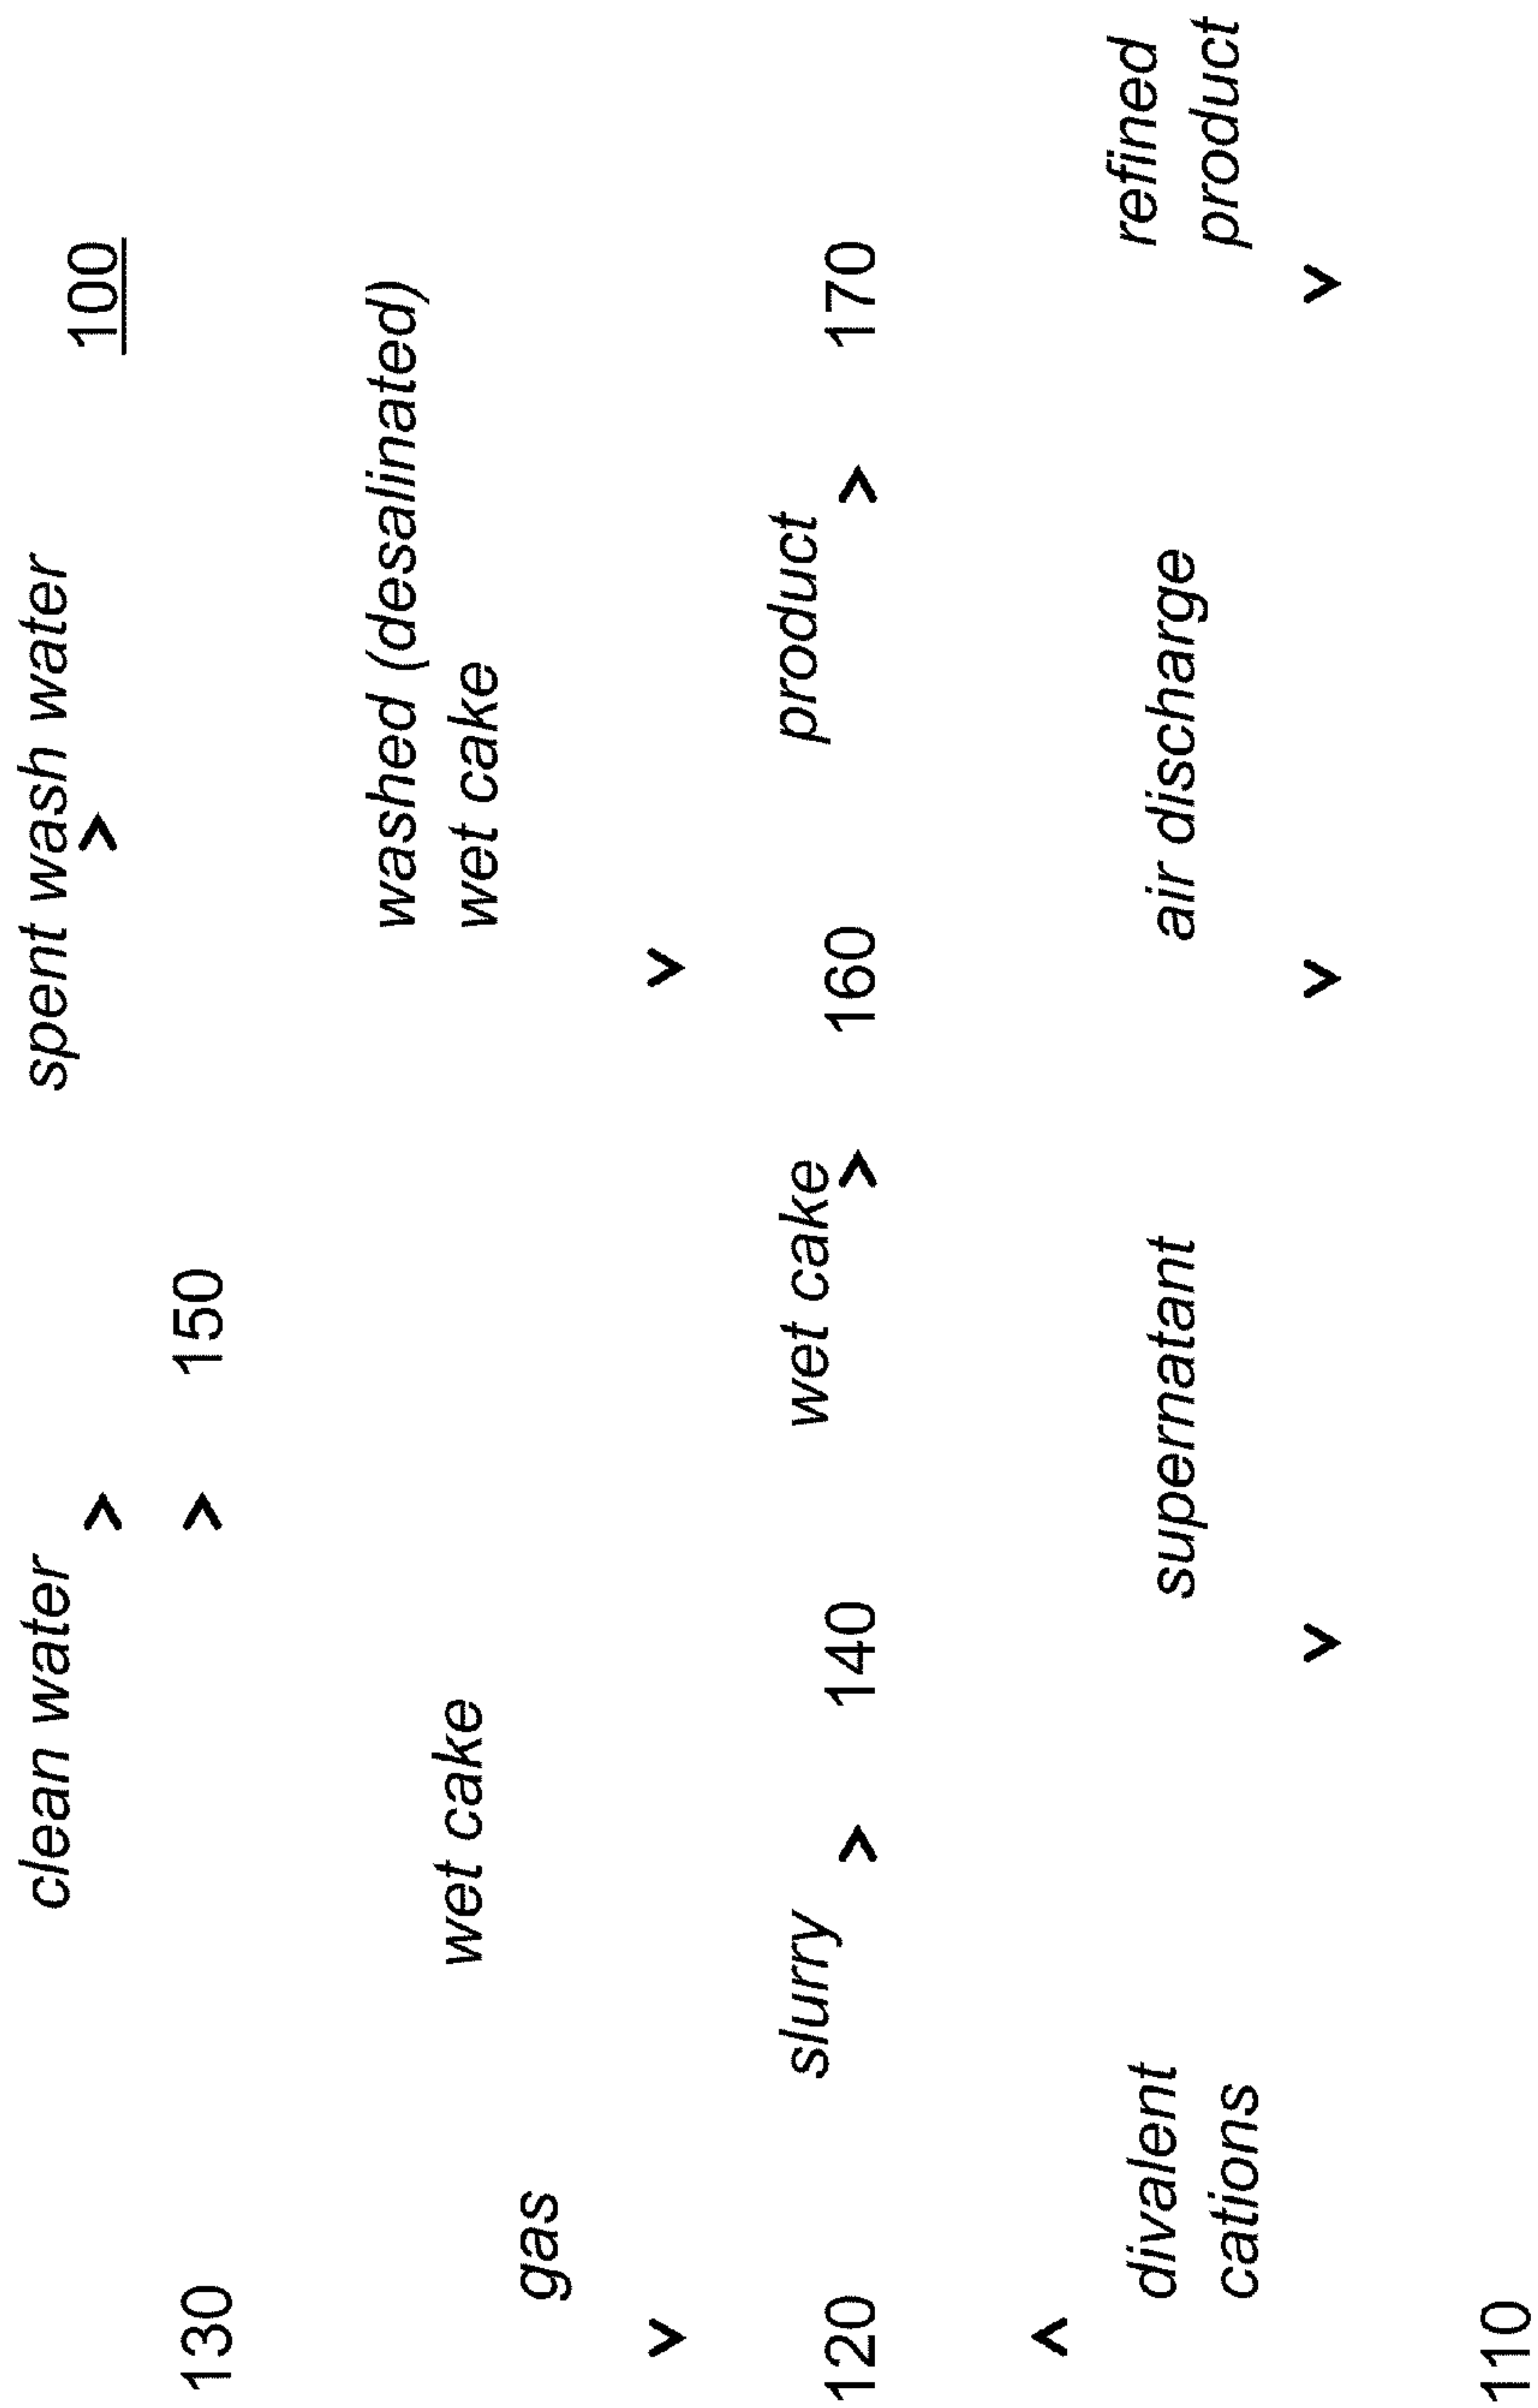 clean water
spent wash water
100
130
150
washed (desalinated)
wet cake
wet cake
gas
slurry
wet cake
product
120
140
160
170
divalent
cations
supernatant
air discharge
refined
product
110